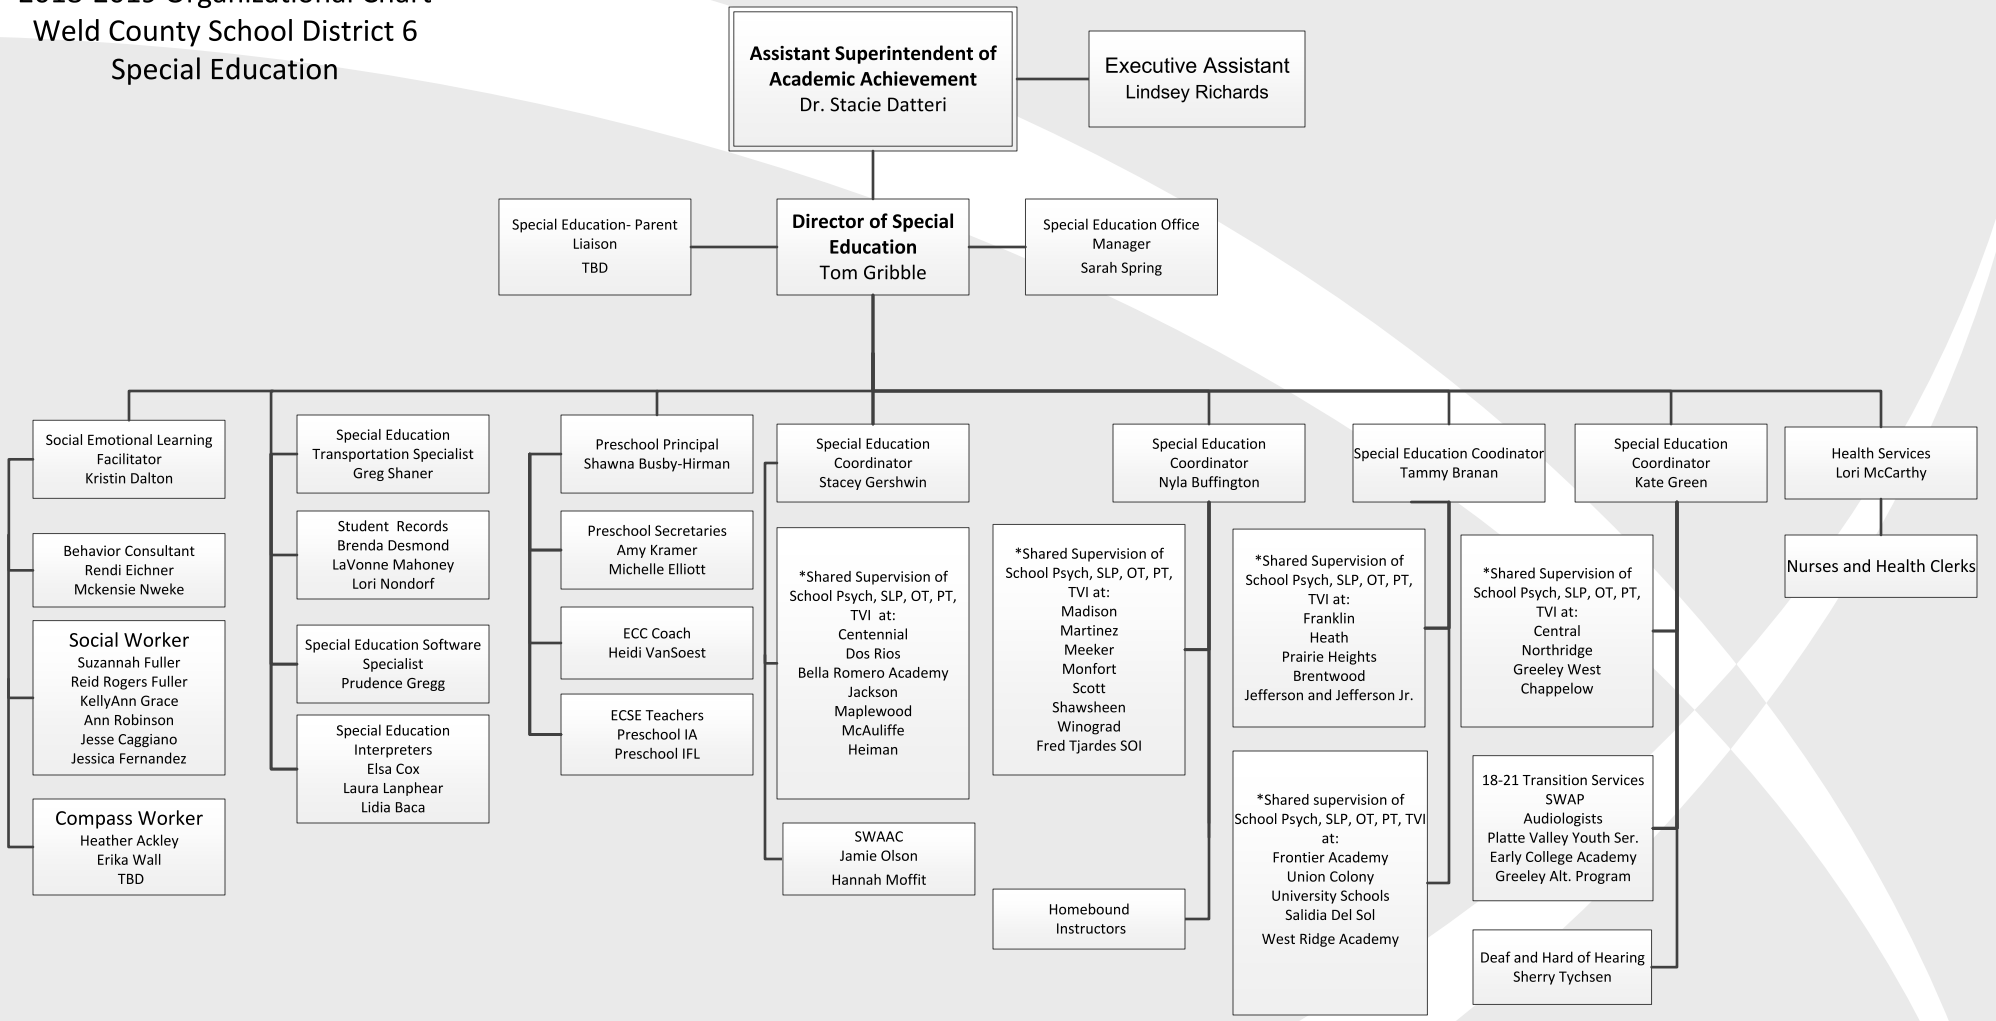 2018-2019 Organizational Chart
Weld County School District 6
Special Education
Assistant Superintendent of
Academic Achievement
Dr. Stacie Datteri
Executive Assistant
Lindsey Richards
Special Education- Parent
Liaison
TBD
Director of Special
Education
Tom Gribble
Special Education Office
Manager
Sarah Spring
Social Emotional Learning
Facilitator
Kristin Dalton
Behavior Consultant
Rendi Eichner
Mckensie Nweke
Social Worker
Suzannah Fuller
Reid Rogers Fuller
KellyAnn Grace
Ann Robinson
Jesse Caggiano
Jessica Fernandez
Compass Worker
Heather Ackley
Erika Wall
TBD
Special Education
Transportation Specialist
Greg Shaner
Student Records
Brenda Desmond
LaVonne Mahoney
Lori Nondorf
Special Education Software
Specialist
Prudence Gregg
Special Education
Interpreters
Elsa Cox
Laura Lanphear
Lidia Baca
Preschool Principal
Shawna Busby-Hirman
Preschool Secretaries
Amy Kramer
Michelle Elliott
ECC Coach
Heidi VanSoest
ECSE Teachers
Preschool IA
Preschool IFL
Special Education
Coordinator
Stacey Gershwin
*Shared Supervision of
School Psych, SLP, OT, PT,
TVI at:
Centennial
Dos Rios
Bella Romero Academy
Jackson
Maplewood
McAuliffe
Heiman
SWAAC
Jamie Olson
Hannah Moffit
Special Education
Coordinator
Nyla Buffington
*Shared Supervision of
School Psych, SLP, OT, PT,
TVI at:
Madison
Martinez
Meeker
Monfort
Scott
Shawsheen
Winograd
Fred Tjardes SOI
Homebound
Instructors
Special Education Coodinator
Tammy Branan
*Shared Supervision of
School Psych, SLP, OT, PT,
TVI at:
Franklin
Heath
Prairie Heights
Brentwood
Jefferson and Jefferson Jr.
*Shared supervision of
School Psych, SLP, OT, PT, TVI
at:
Frontier Academy
Union Colony
University Schools
Salidia Del Sol
West Ridge Academy
Special Education
Coordinator
Kate Green
*Shared Supervision of
School Psych, SLP, OT, PT,
TVI at:
Central
Northridge
Greeley West
Chappelow
18-21 Transition Services
SWAP
Audiologists
Platte Valley Youth Ser.
Early College Academy
Greeley Alt. Program
Deaf and Hard of Hearing
Sherry Tychsen
Health Services
Lori McCarthy
Nurses and Health Clerks